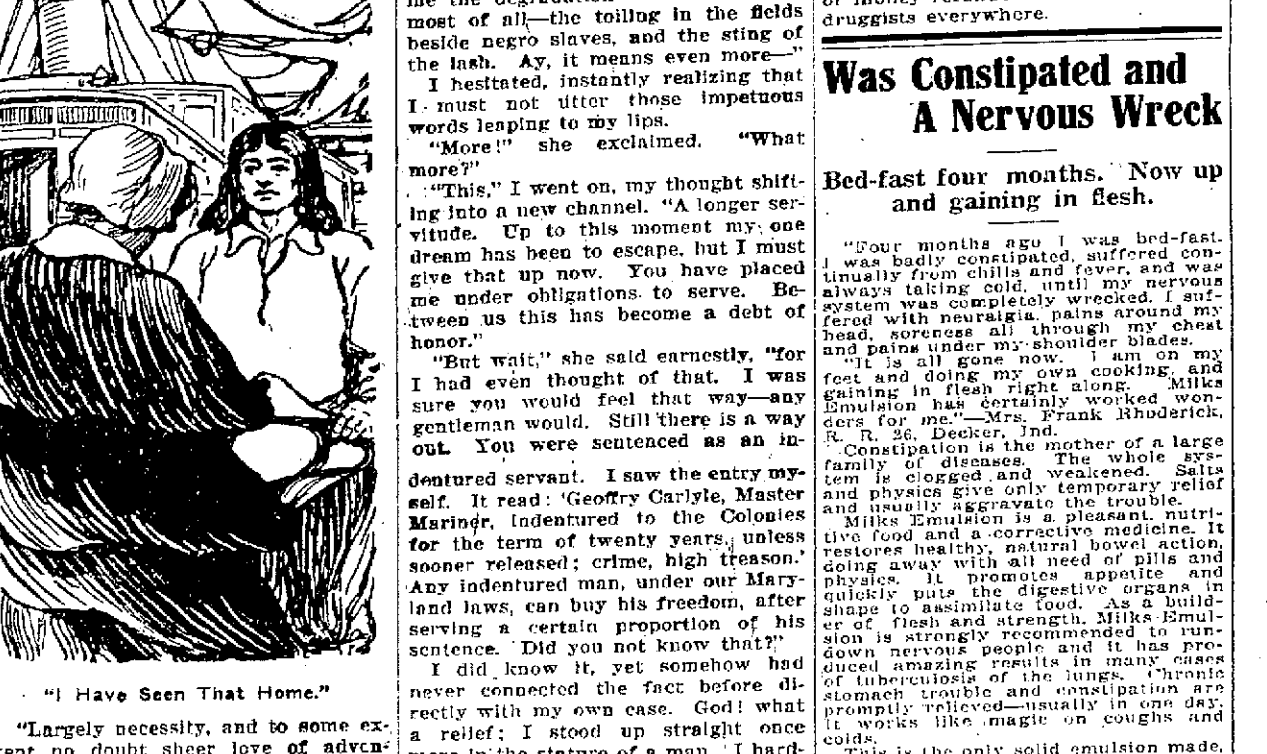 "I Have Seen That Home."
"Largely necessity, and to some ex-
tent no doubt sheer love of adven-
most of all—the toiling in the fields
beside negro slaves, and the sting of
the lash. Ay, it means even more—"
I hesitated, instantly realizing that
I must not utter those impetuous
words leaping to my lips.
"More!" she exclaimed. "What
more?"
"This," I went on, my thought shift-
ing into a new channel. "A longer ser-
vitude. Up to this moment my one
dream has been to escape, but I must
give that up now. You have placed
me under obligations to serve. Be-
tween us this has become a debt of
honor."
"But wait," she said earnestly, "for
I had even thought of that. I was
sure you would feel that way—any
gentleman would. Still there is a way
out. You were sentenced as an in-
dentured servant. I saw the entry my-
self. It read: 'Geoffry Carlyle, Master
Mariner, indentured to the Colonies
for the term of twenty years, unless
sooner released; crime, high treason.'
Any indentured man, under our Mary-
land laws, can buy his freedom, after
serving a certain proportion of his
sentence. Did you not know that?"
I did know it, yet somehow had
never connected the fact before di-
rectly with my own case. God! what
a relief; I stood up straight once
more in the stature of a man. I hard-
druggists everywhere.
Was Constipated and
A Nervous Wreck
Bed-fast four months. Now up
and gaining in flesh.
"Four months ago I was bed-fast.
I was badly constipated, suffered con-
tinually from chills and fever, and was
always taking cold, until my nervous
system was completely wrecked. I suf-
fered with neuralgia, pains around my
head, soreness all through my chest
and pains under my shoulder blades.
"It is all gone now. I am on my
feet and doing my own cooking, and
gaining in flesh right along. Milks
Emulsion has certainly worked won-
ders for me."—Mrs. Frank Rhoderick,
R. R. 26, Decker, Ind.
Constipation is the mother of a large
family of diseases. The whole sys-
tem is clogged and weakened. Salts
and physics give only temporary relief
and usually aggravate the trouble.
Milks Emulsion is a pleasant, nutri-
tive food and a corrective medicine. It
restores healthy, natural bowel action,
doing away with all need of pills and
physics. It promotes appetite and
quickly puts the digestive organs in
shape to assimilate food. As a build-
er of flesh and strength, Milks Emul-
sion is strongly recommended to run-
down nervous people and it has pro-
duced amazing results in many cases
of tuberculosis of the lungs. Chronic
stomach trouble and constipation are
promptly relieved—usually in one day.
It works like magic on coughs and
colds.
This is the only solid emulsion made,